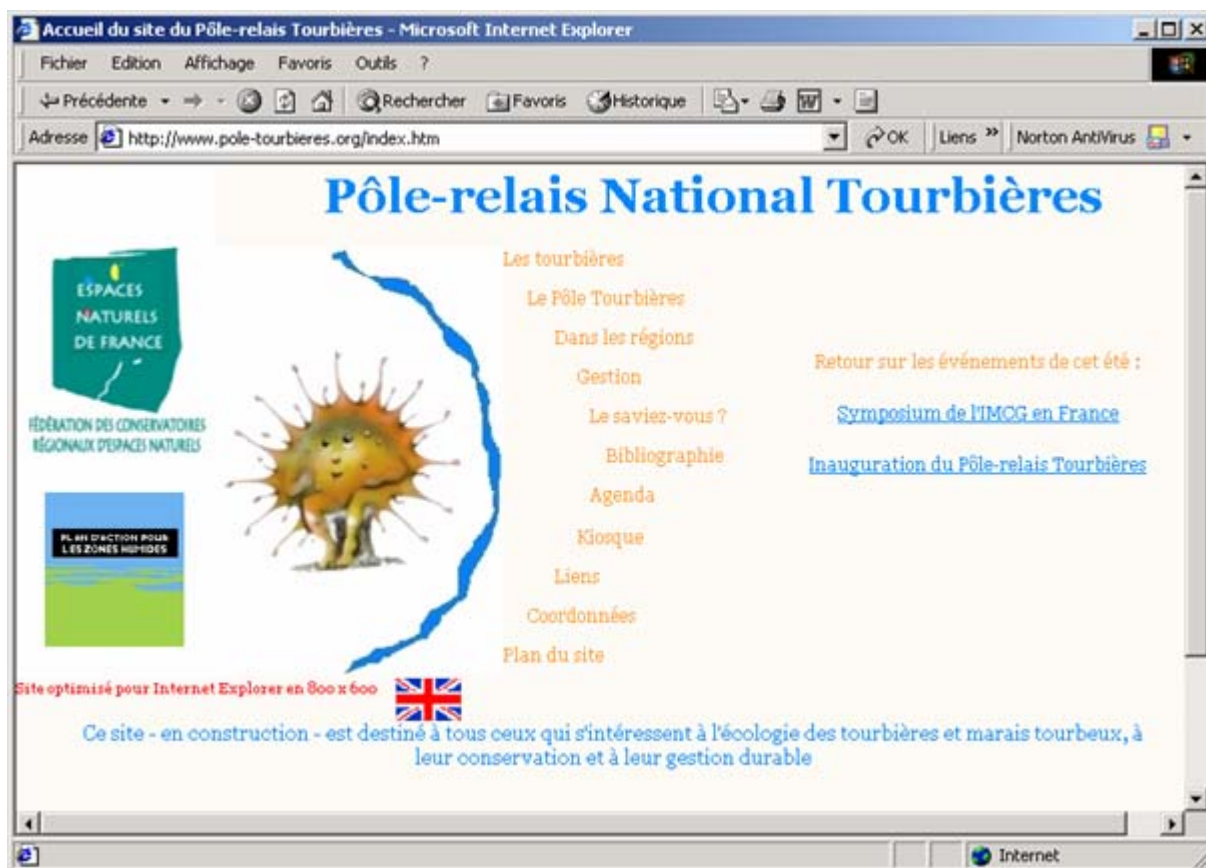 Accueil du site du Pôle-relais Tourbières - Microsoft Internet Explorer
Fichier Edition Affichage Favoris Outils ?
Précédente Rechercher Favoris Historique
Adresse http://www.pole-tourbieres.org/index.htm OK Liens » Norton AntiVirus
Pôle-relais National Tourbières
ESPACES
NATURELS
DE FRANCE
FÉDÉRATION DES CONSERVATOIRES
RÉGIONAUX D'ESPACES NATURELS
PLAN D'ACTION POUR
LES ZONES HUMIDES
Les tourbières
Le Pôle Tourbières
Dans les régions
Gestion
Le saviez-vous ?
Bibliographie
Agenda
Kiosque
Liens
Coordonnées
Plan du site
Retour sur les événements de cet été :
Symposium de l'IMCG en France
Inauguration du Pôle-relais Tourbières
Site optimisé pour Internet Explorer en 800 x 600
Ce site - en construction - est destiné à tous ceux qui s'intéressent à l'écologie des tourbières et marais tourbeux, à
leur conservation et à leur gestion durable
Internet